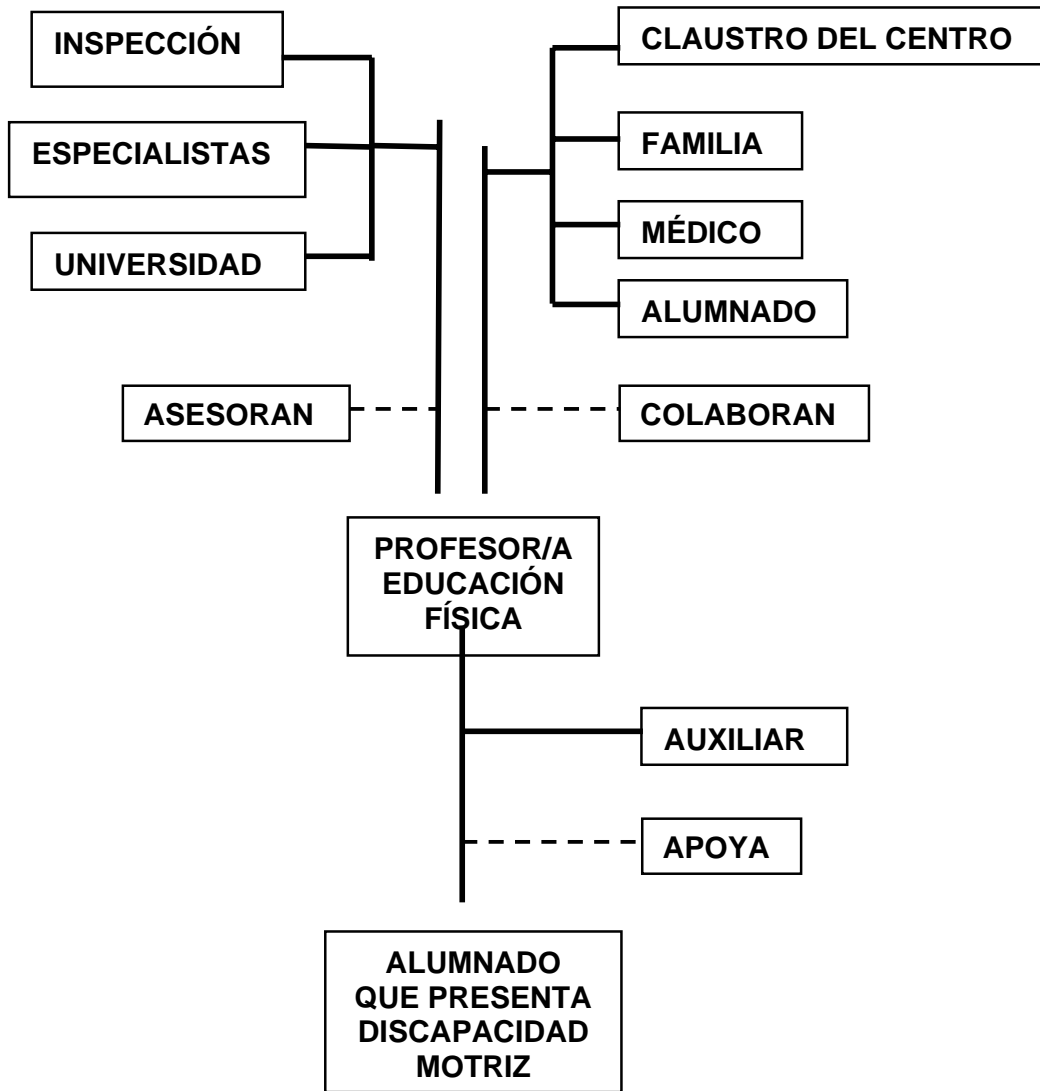 INSPECCIÓN
ESPECIALISTAS
UNIVERSIDAD
CLAUSTRO DEL CENTRO
FAMILIA
MÉDICO
ALUMNADO
ASESORAN
COLABORAN
PROFESOR/A
EDUCACIÓN
FÍSICA
AUXILIAR
APOYA
ALUMNADO
QUE PRESENTA
DISCAPACIDAD
MOTRIZ